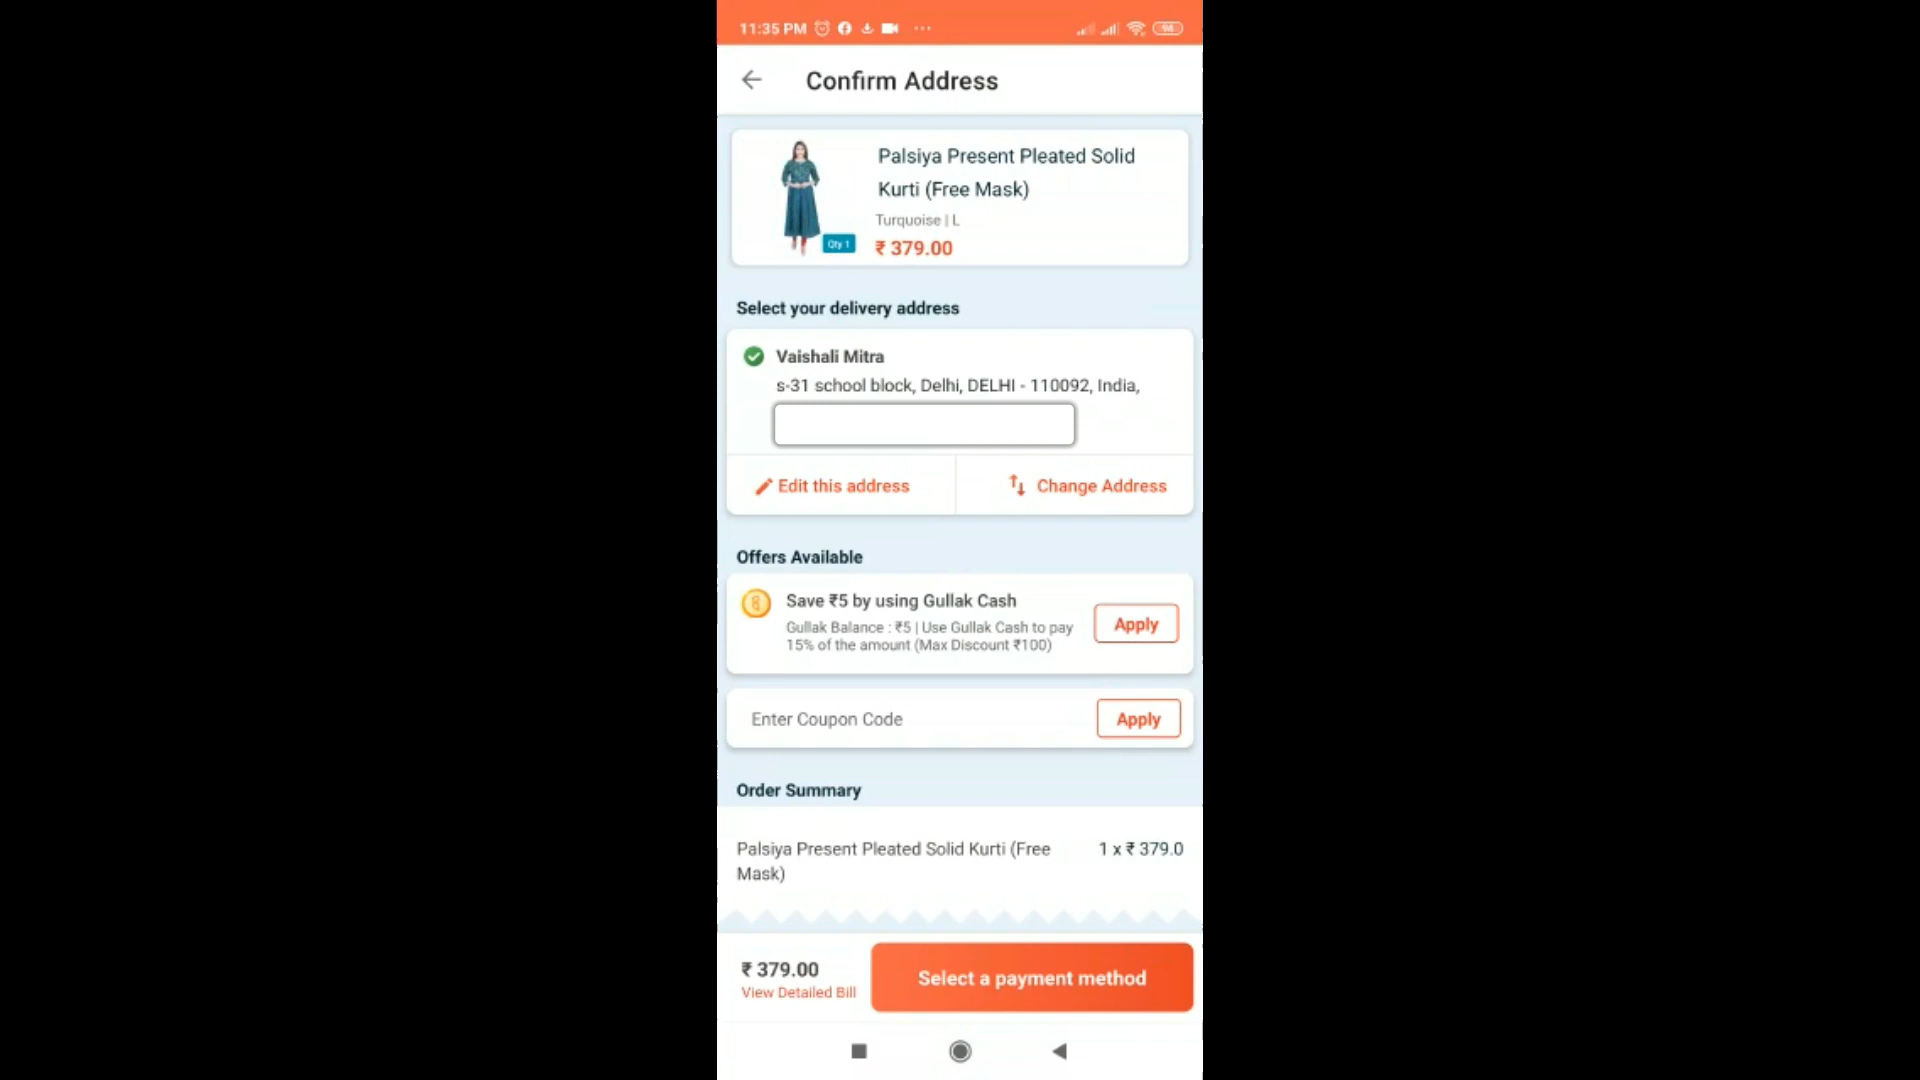 11:35 PM
94
Confirm Address
Palsiya Present Pleated Solid
Kurti (Free Mask)
Turquoise | L
Qty 1
₹ 379.00
Select your delivery address
Vaishali Mitra
s-31 school block, Delhi, DELHI - 110092, India,
Edit this address
Change Address
Offers Available
Save ₹5 by using Gullak Cash
Gullak Balance : ₹5 | Use Gullak Cash to pay
15% of the amount (Max Discount ₹100)
Apply
Enter Coupon Code
Apply
Order Summary
Palsiya Present Pleated Solid Kurti (Free
Mask)
1 x ₹ 379.0
₹ 379.00
View Detailed Bill
Select a payment method